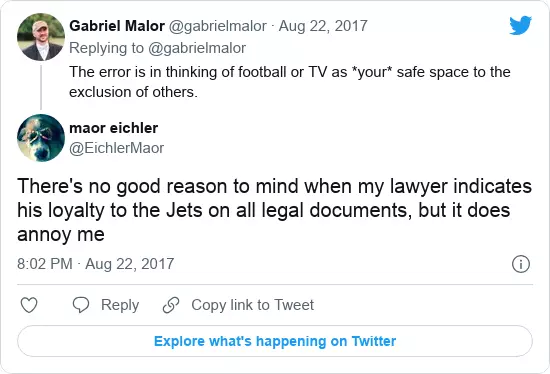 Gabriel Malor @gabrielmalor · Aug 22, 2017
Replying to @gabrielmalor
The error is in thinking of football or TV as *your* safe space to the
exclusion of others.
maor eichler
@EichlerMaor
There's no good reason to mind when my lawyer indicates
his loyalty to the Jets on all legal documents, but it does
annoy me
8:02 PM · Aug 22, 2017
Reply
Copy link to Tweet
Explore what's happening on Twitter